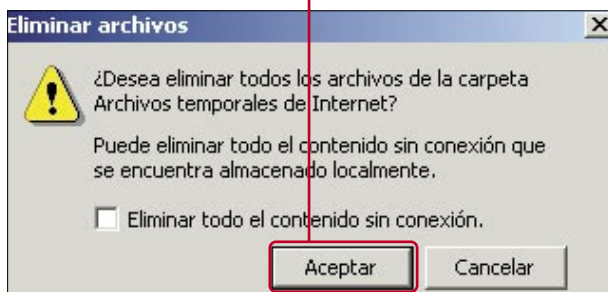 Eliminar archivos
¿Desea eliminar todos los archivos de la carpeta
Archivos temporales de Internet?
Puede eliminar todo el contenido sin conexión que
se encuentra almacenado localmente.
Eliminar todo el contenido sin conexión.
Aceptar
Cancelar